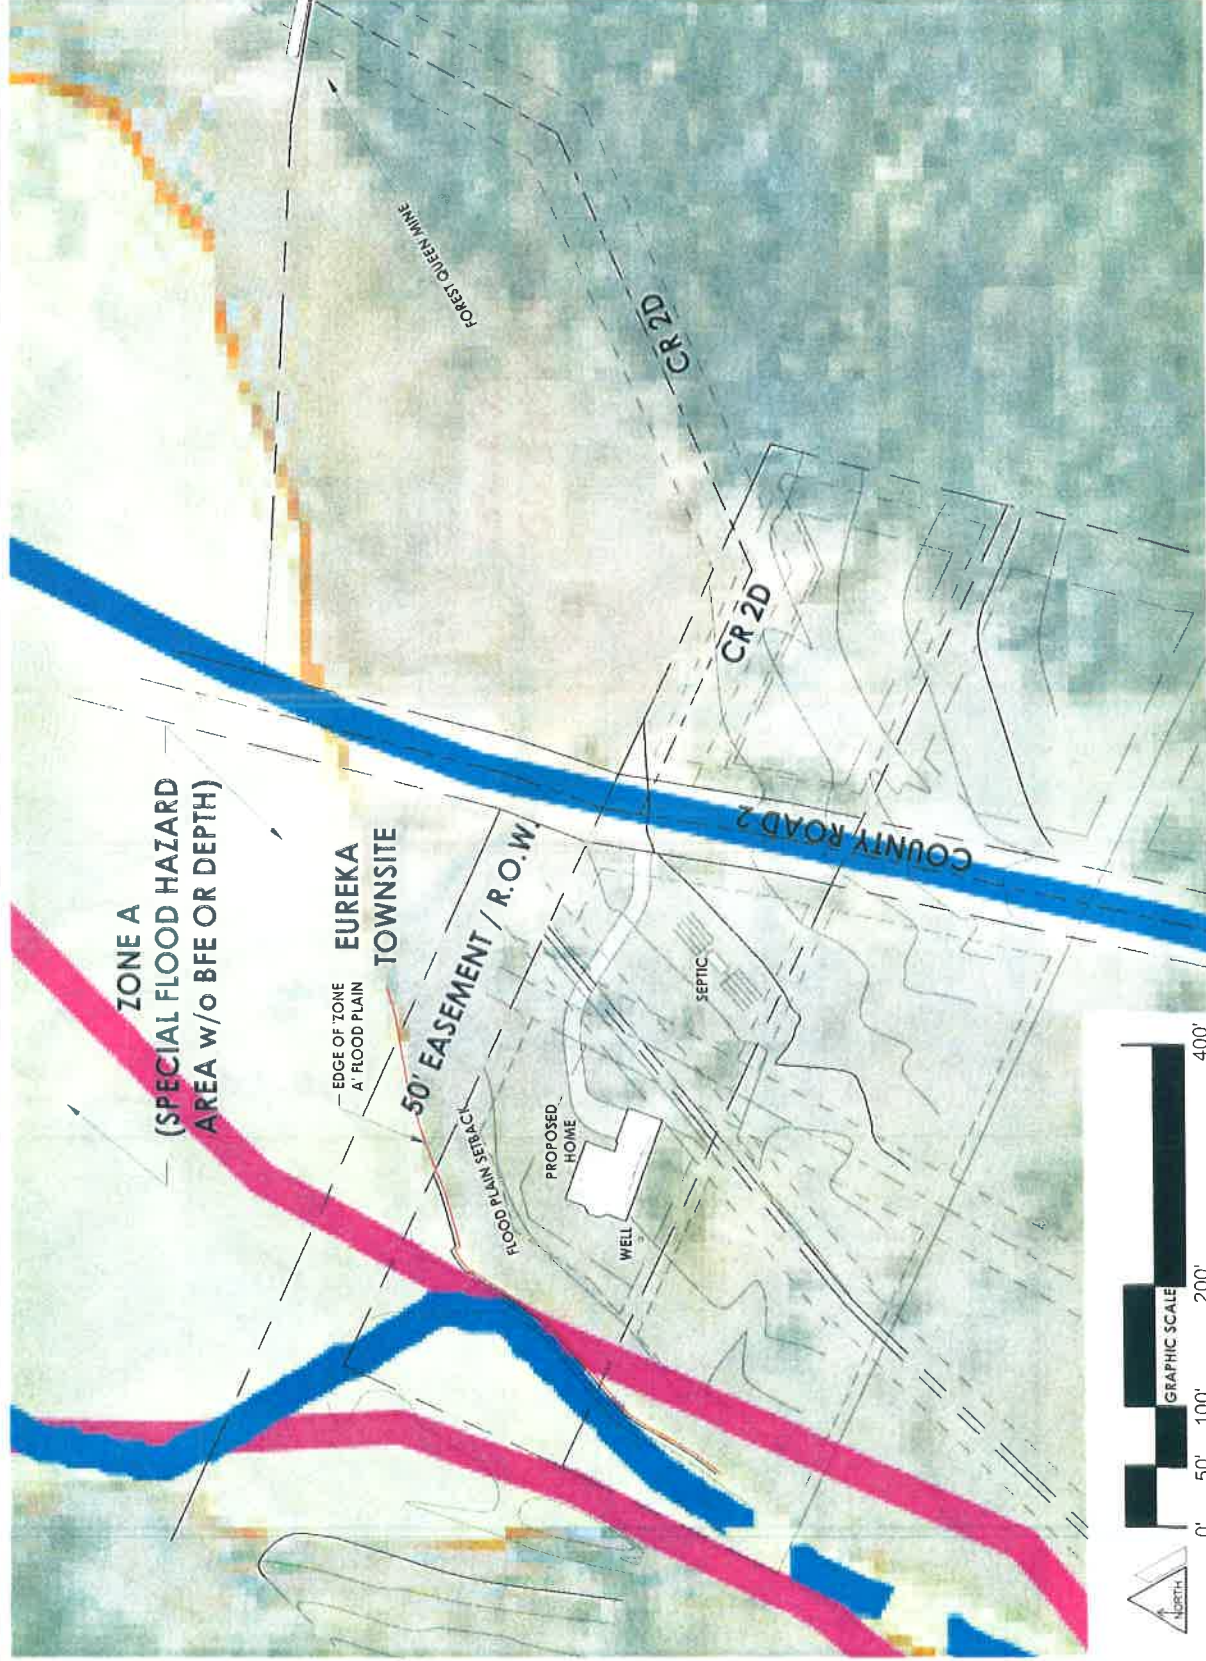 ZONE A
(SPECIAL FLOOD HAZARD
AREA w/o BFE OR DEPTH)
EDGE OF 'ZONE
A' FLOOD PLAIN
EUREKA
TOWNSITE
50' EASEMENT / R.O.W.
FLOOD PLAIN SETBACK
PROPOSED
HOME
WELL
SEPTIC
COUNTY ROAD 2
CR 2D
CR 2D
FOREST QUEEN MINE
NORTH
GRAPHIC SCALE
0' 50' 100' 200' 400'